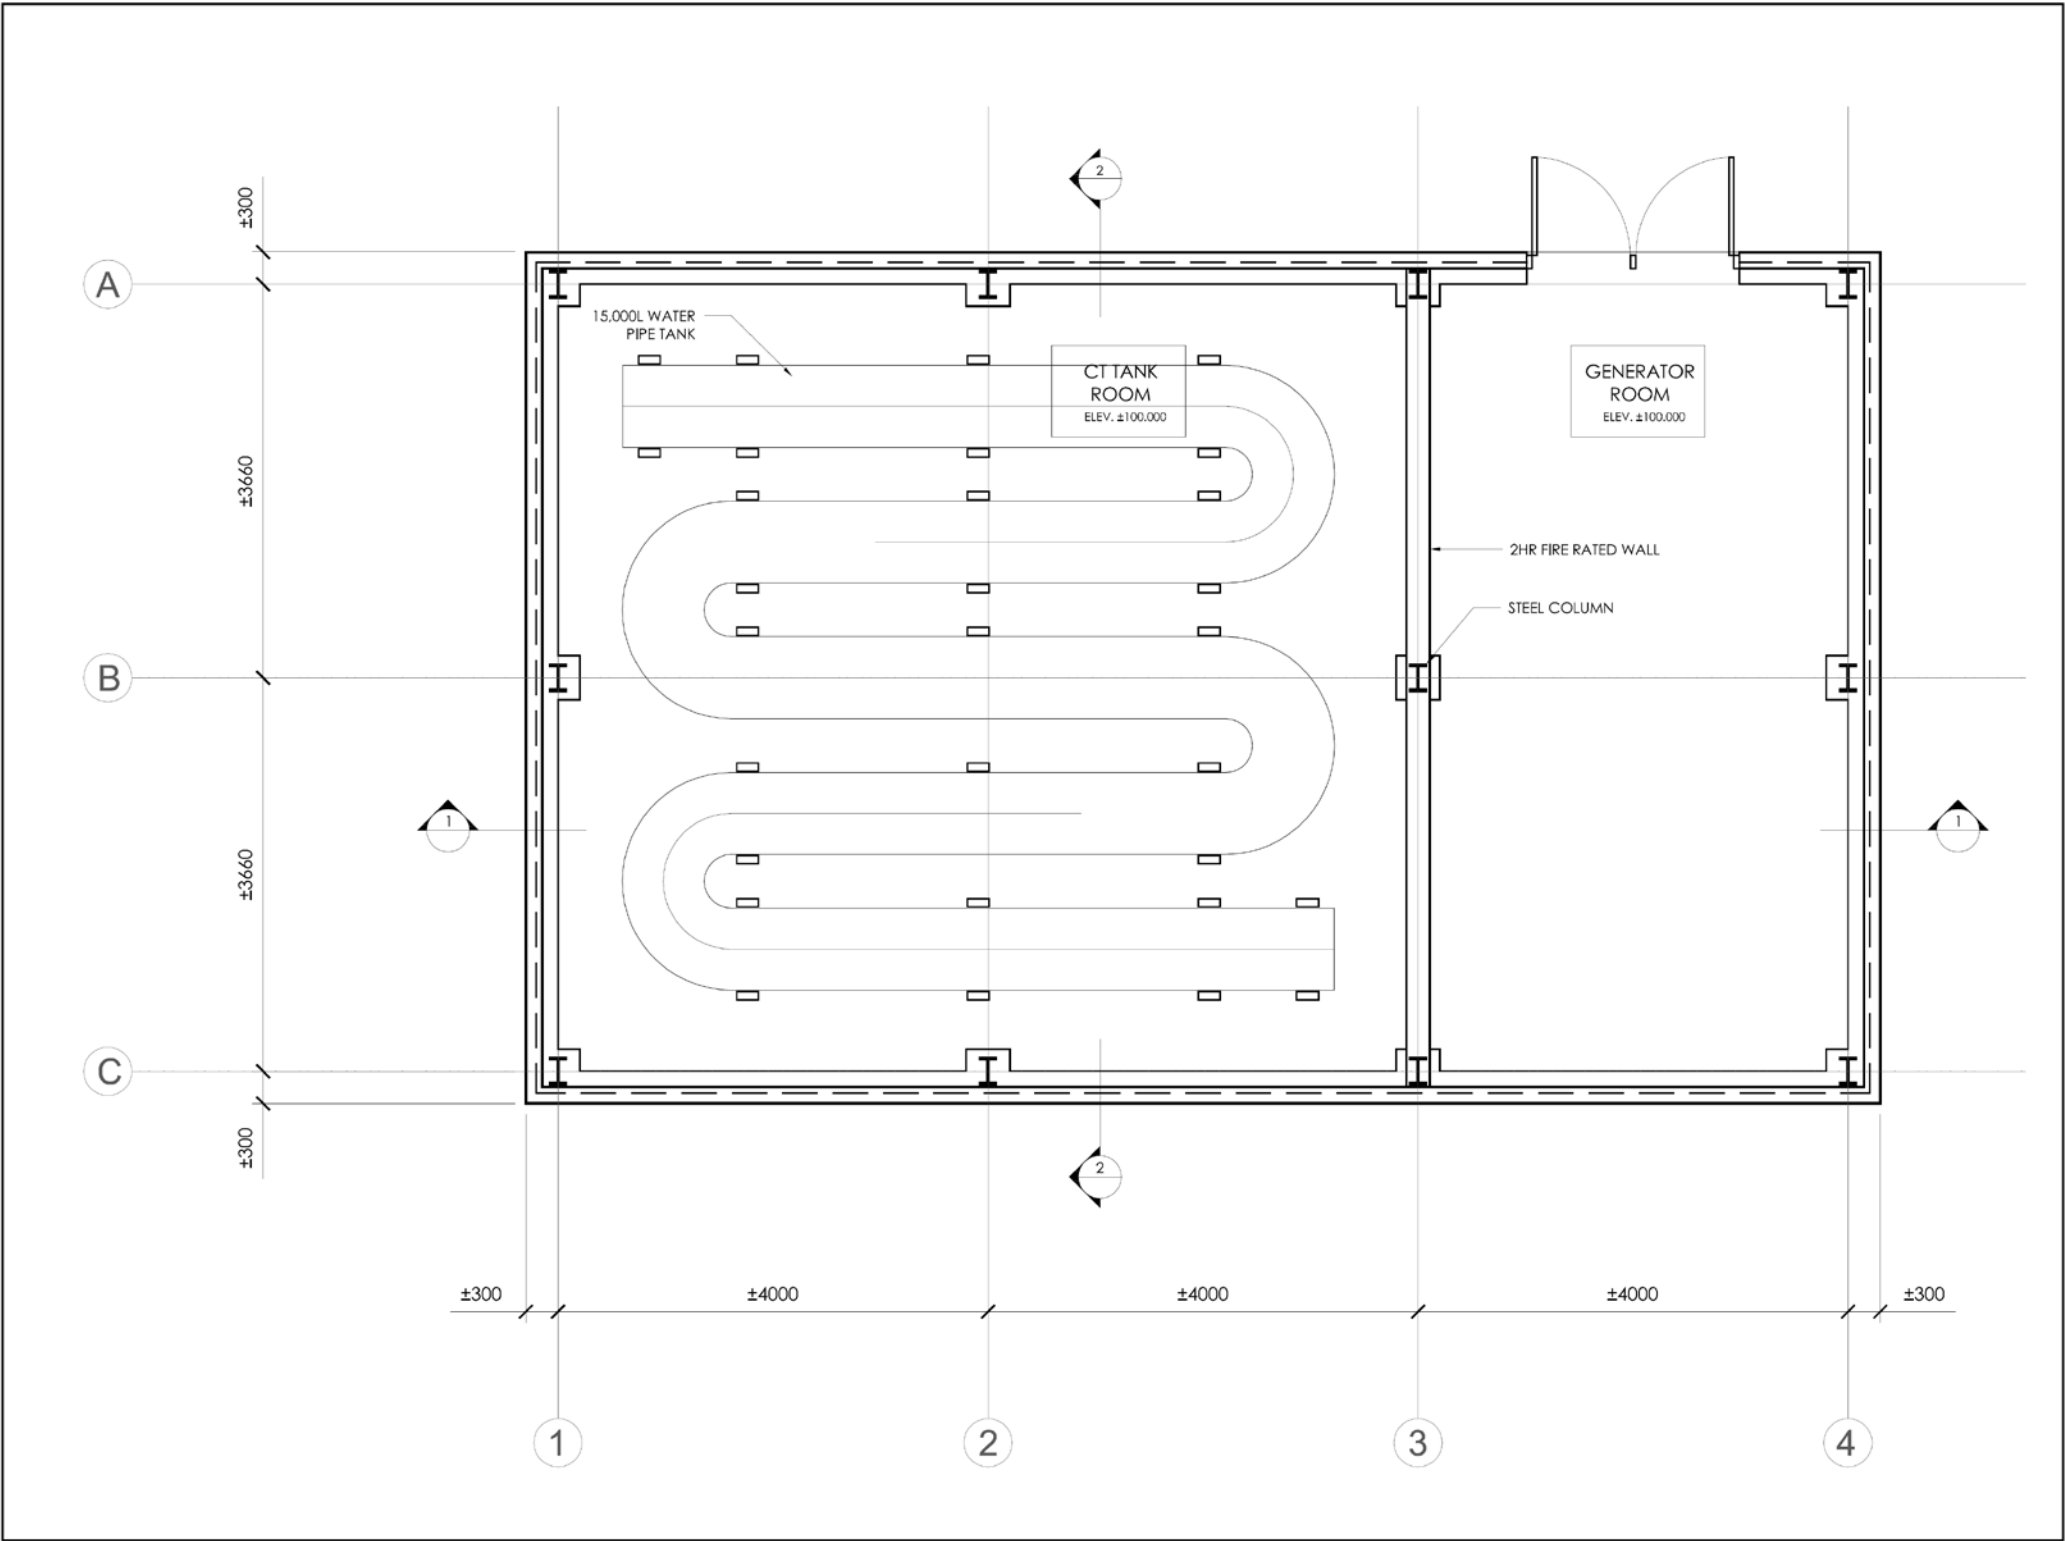 2
±300
A
15,000L WATER
PIPE TANK
CT TANK
ROOM
ELEV. ±100.000
GENERATOR
ROOM
ELEV. ±100.000
±3660
2HR FIRE RATED WALL
STEEL COLUMN
B
1
1
±3660
C
±300
2
±300
±4000
±4000
±4000
±300
1
2
3
4